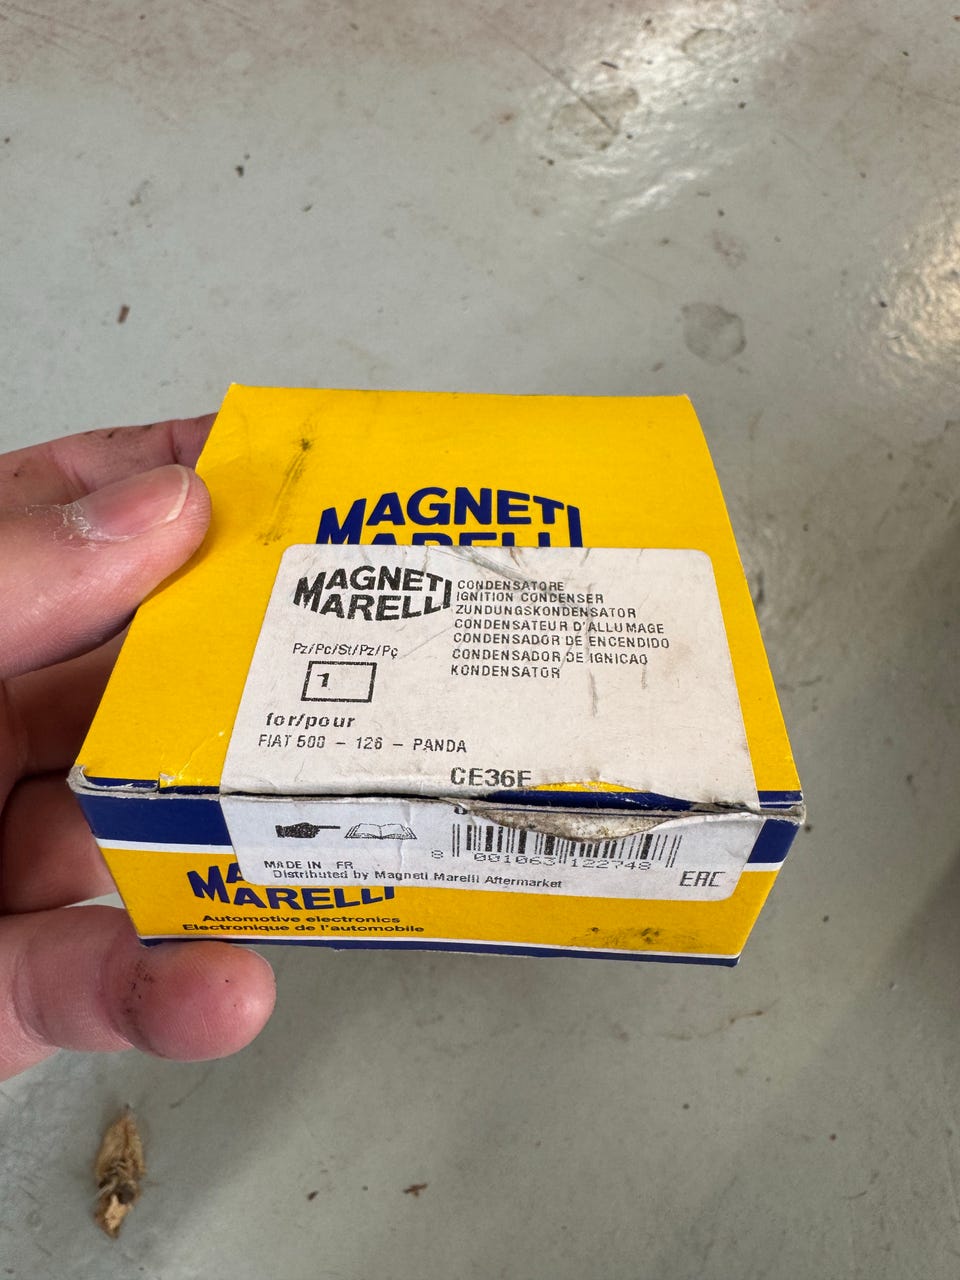 MAGNETI
MARELLI
MAGNETI
MARELLI
CONDENSATORE
IGNITION CONDENSER
ZUNDUNGSKONDENSATOR
CONDENSATEUR D'ALLUMAGE
CONDENSADOR DE ENCENDIDO
CONDENSADOR DE IGNICAO
KONDENSATOR
Pz/Pc/St/Pz/Pç
1
for/pour
FIAT 500 - 126 - PANDA
CE36F
8 001063 122748
MADE IN FR
Distributed by Magneti Marelli Aftermarket
EAC
MARELLI
Automotive electronics
Electronique de l'automobile